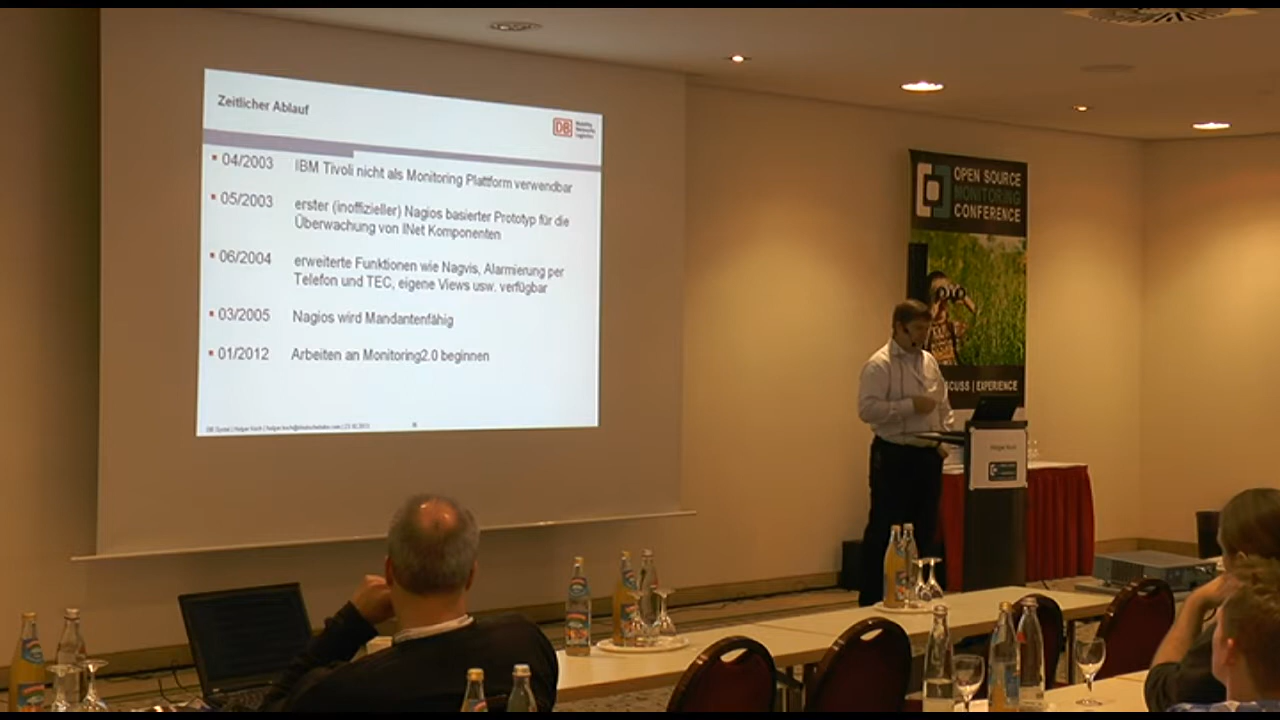 Zeitlicher Ablauf
DB
Mobility
Networks
Logistics
04/2003 IBM Tivoli nicht als Monitoring Plattform verwendbar
05/2003 erster (inoffizieller) Nagios basierter Prototyp für die
Überwachung von INet Komponenten
06/2004 erweiterte Funktionen wie Nagvis, Alarmierung per
Telefon und TEC, eigene Views usw. verfügbar
03/2005 Nagios wird Mandantenfähig
01/2012 Arbeiten an Monitoring2.0 beginnen
OPEN SOURCE
MONITORING
CONFERENCE
CUSS | EXPERIENCE